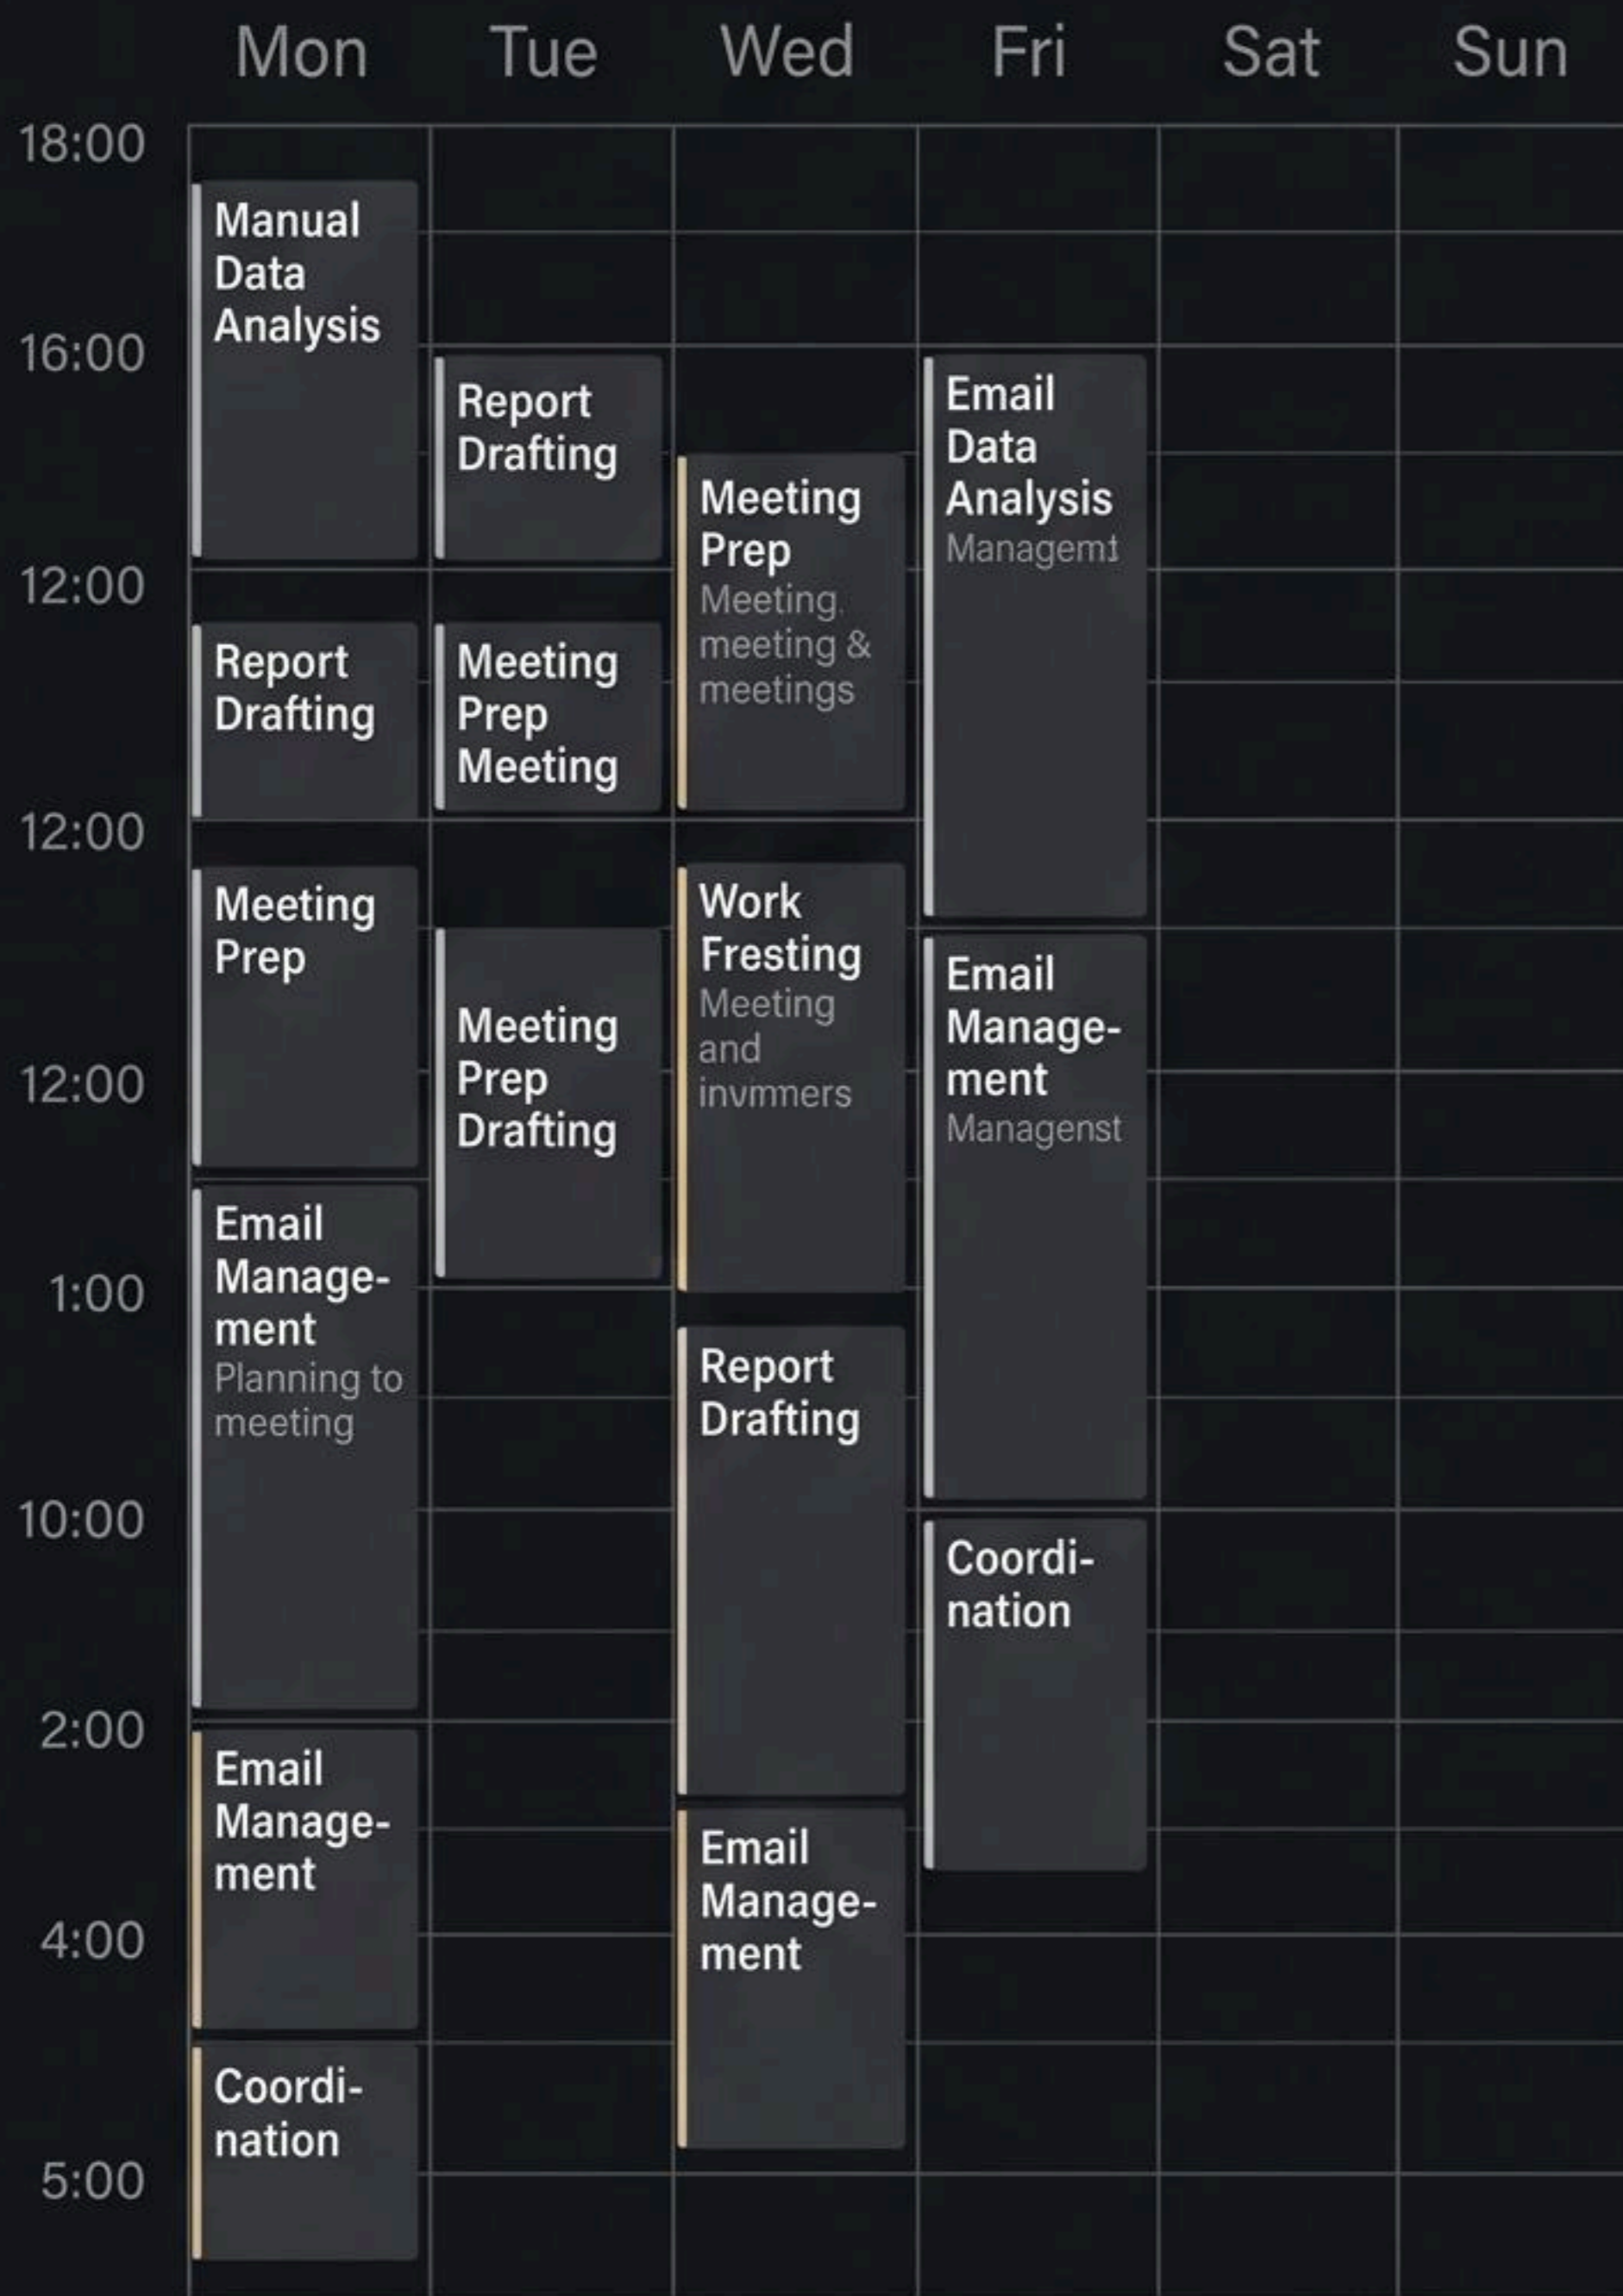 Mon Tue Wed Fri Sat Sun
18:00
Manual
Data
Analysis
16:00
Report
Drafting
Email
Data
Analysis
Meeting
Prep
Meeting.
meeting &
meetings
12:00
Report
Drafting
Meeting
Prep
Meeting
12:00
Meeting
Prep
Work
Fresting
Meeting
and
invmmers
Email
Manage-
ment
Managenst
12:00
Meeting
Prep
Drafting
Email
Manage-
ment
Planning to
meeting
1:00
Report
Drafting
10:00
Coordi-
nation
2:00
Email
Manage-
ment
Email
Manage-
ment
4:00
Coordi-
nation
5:00